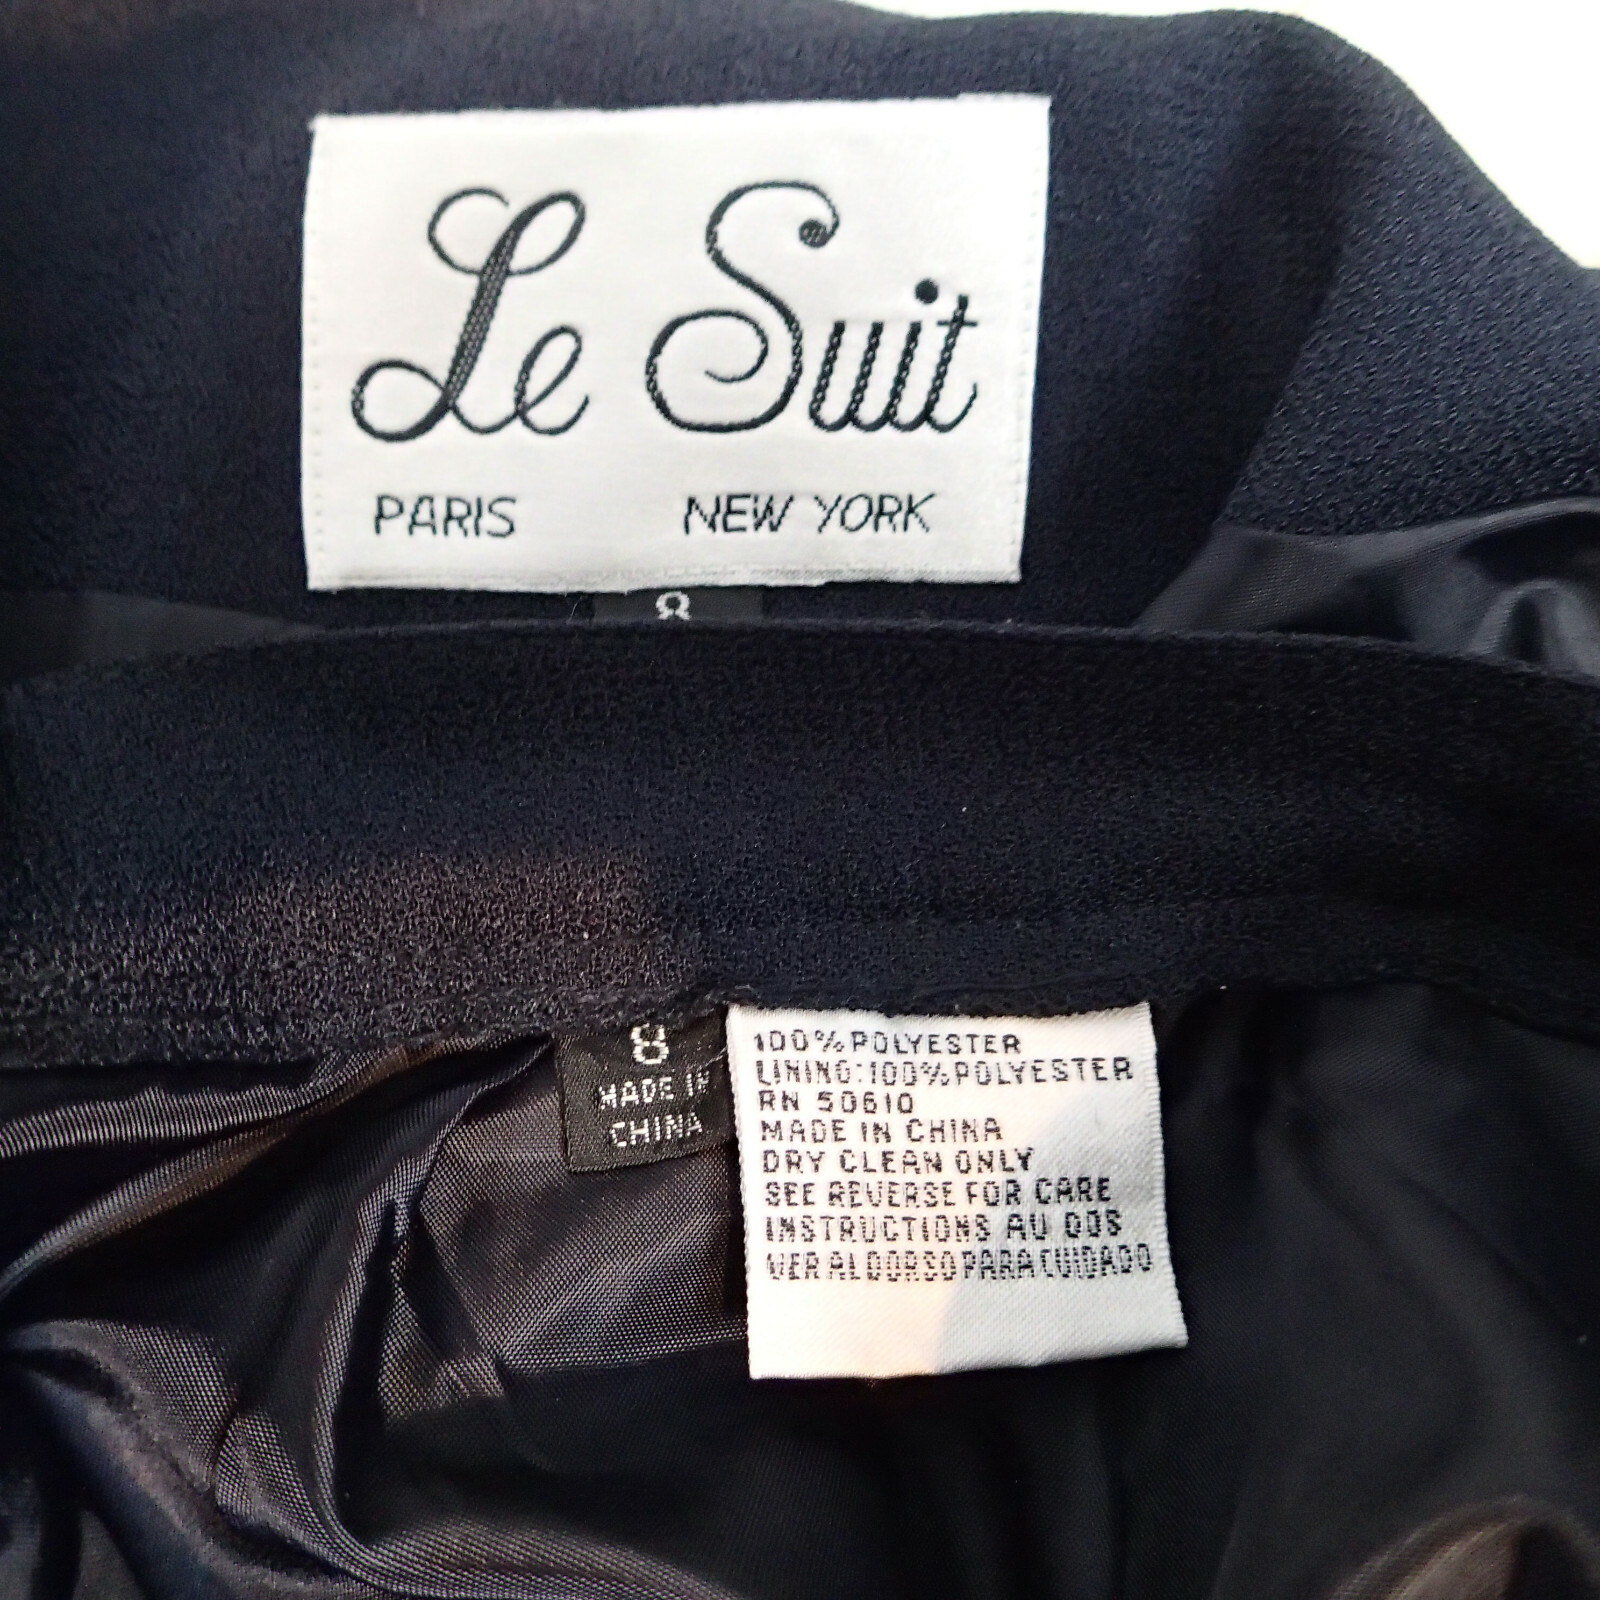 Le Suit
PARIS NEW YORK
8
8
MADE IN
CHINA
100% POLYESTER
LINING: 100% POLYESTER
RN 50610
MADE IN CHINA
DRY CLEAN ONLY
SEE REVERSE FOR CARE
INSTRUCTIONS AU DOS
VER AL DORSO PARA CUIDADO